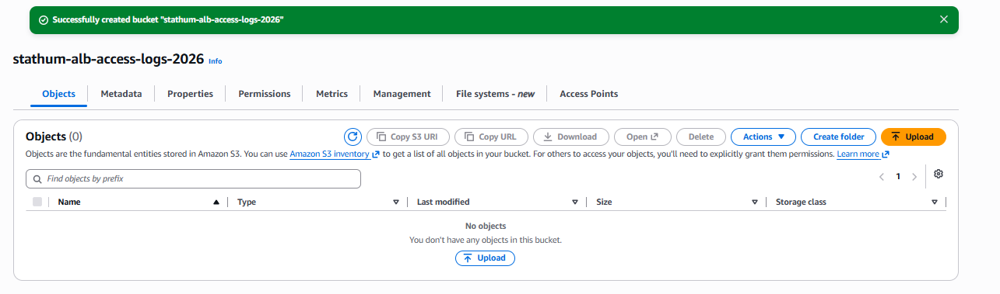 Successfully created bucket "stathum-alb-access-logs-2026"
stathum-alb-access-logs-2026 Info
Objects Metadata Properties Permissions Metrics Management File systems - new Access Points
Objects (0) Copy S3 URI Copy URL Download Open Delete Actions Create folder Upload
Objects are the fundamental entities stored in Amazon S3. You can use Amazon S3 inventory to get a list of all objects in your bucket. For others to access your objects, you'll need to explicitly grant them permissions. Learn more
Find objects by prefix 1
Name Type Last modified Size Storage class
No objects
You don't have any objects in this bucket.
Upload